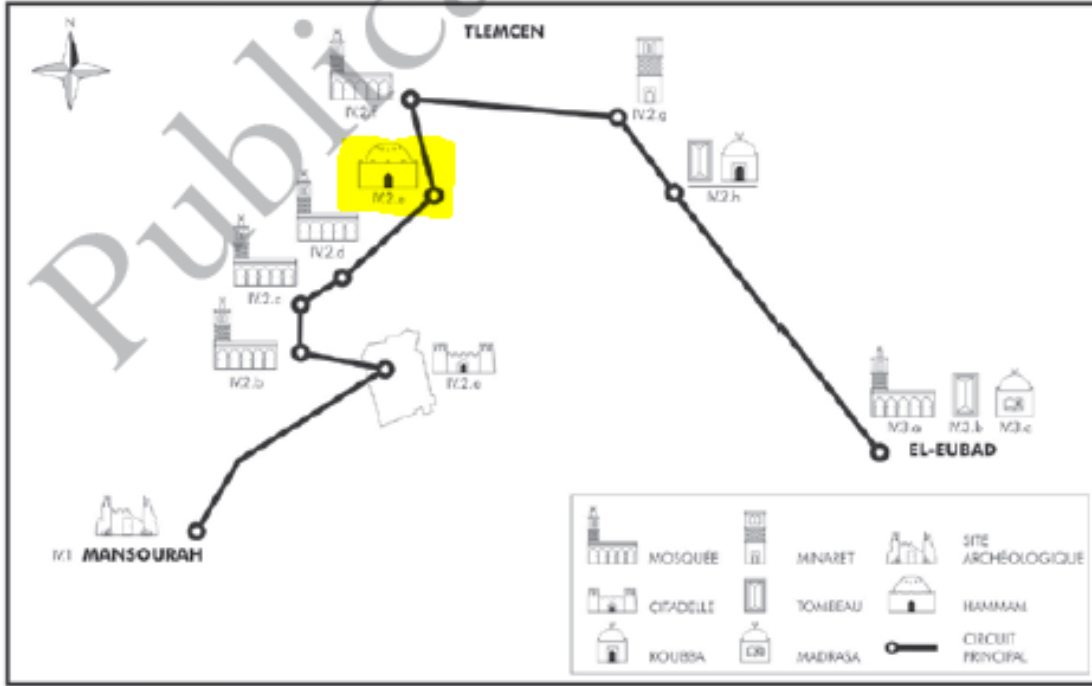 Public
N
TLEMCEN
IV.2.f
IV.2.g
IV.2.e
IV.2.h
IV.2.d
IV.2.c
IV.2.b
IV.2.a
IV.3.a
IV.3.b
IV.3.c
EL-EUBAD
IV.1 MANSOURAH
MOSQUÉE
MINARET
SITE ARCHÉOLOGIQUE
CITADELLE
TOMBEAU
HAMMAM
KOUBBA
MADRASA
CIRCUIT PRINCIPAL